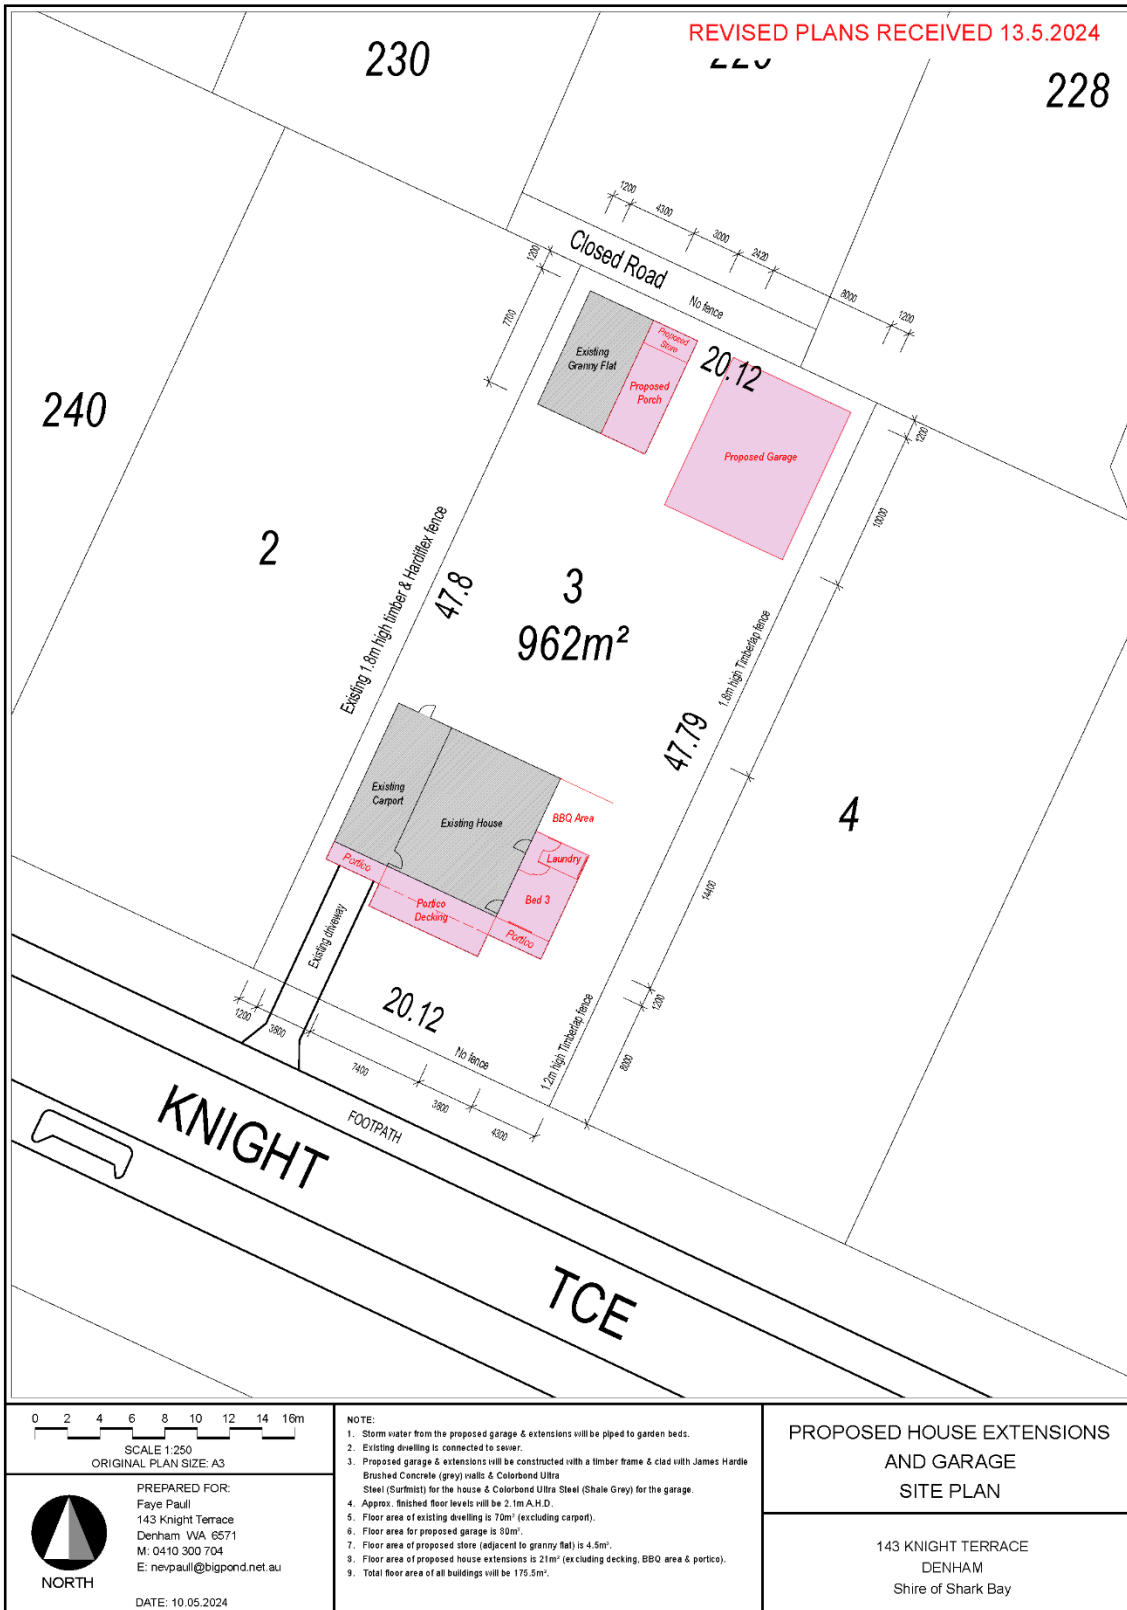 REVISED PLANS RECEIVED 13.5.2024
230
228
1200
4300
3000
2420
8000
1200
Closed Road
No fence
1200
7700
Existing
Granny Flat
Proposed
Store
Proposed
Porch
20.12
Proposed Garage
240
1200
10000
2
Existing 1.8m high timber & Hardiflex fence
47.8
3
962m²
1.8m high Timberlap fence
47.79
4
Existing
Carport
Existing House
BBQ Area
Laundry
Bed 3
Portico
Portico
Decking
Portico
Existing driveway
14400
1200
8000
20.12
No fence
1.2m high Timberlap fence
1200
3800
7400
3800
4300
FOOTPATH
KNIGHT
TCE
0 2 4 6 8 10 12 14 16m
SCALE 1:250
ORIGINAL PLAN SIZE: A3
NORTH
PREPARED FOR:
Faye Paull
143 Knight Terrace
Denham WA 6571
M: 0410 300 704
E: nevpaull@bigpond.net.au
DATE: 10.05.2024
NOTE:
1. Storm water from the proposed garage & extensions will be piped to garden beds.
2. Existing dwelling is connected to sewer.
3. Proposed garage & extensions will be constructed with a timber frame & clad with James Hardie
Brushed Concrete (grey) walls & Colorbond Ultra
Steel (Surfmist) for the house & Colorbond Ultra Steel (Shale Grey) for the garage.
4. Approx. finished floor levels will be 2.1m A.H.D.
5. Floor area of existing dwelling is 70m² (excluding carport).
6. Floor area for proposed garage is 80m².
7. Floor area of proposed store (adjacent to granny flat) is 4.5m².
8. Floor area of proposed house extensions is 21m² (excluding decking, BBQ area & portico).
9. Total floor area of all buildings will be 175.5m².
PROPOSED HOUSE EXTENSIONS
AND GARAGE
SITE PLAN
143 KNIGHT TERRACE
DENHAM
Shire of Shark Bay